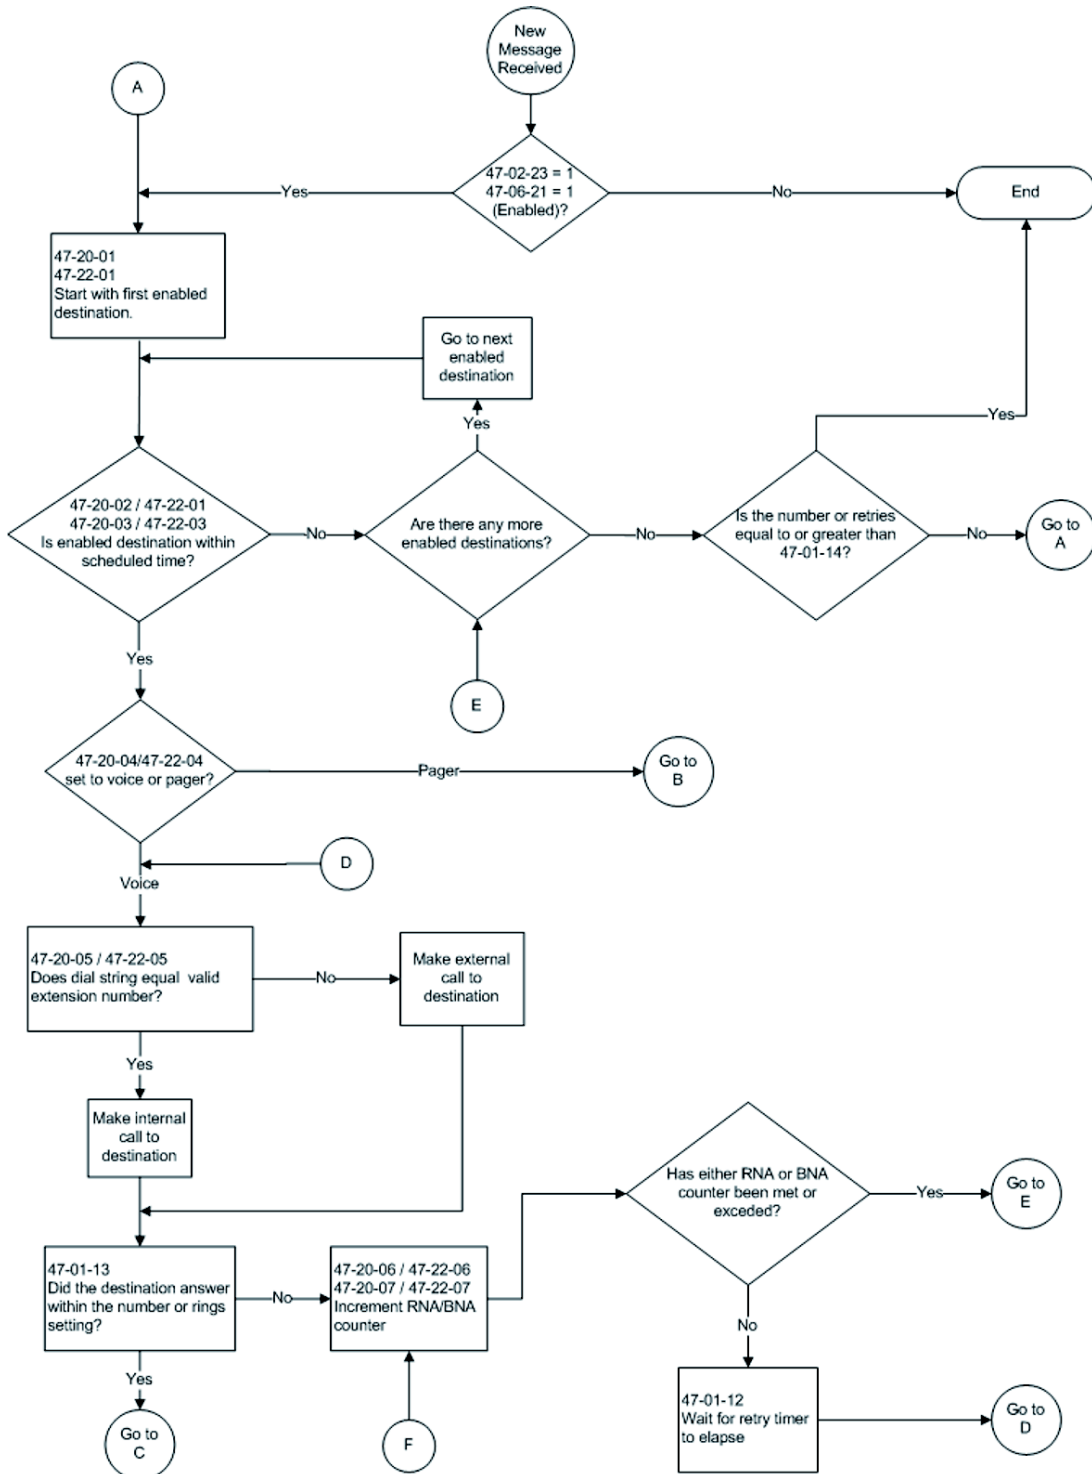 New
Message
Received
A
47-02-23 = 1
47-06-21 = 1
(Enabled)?
Yes
No
End
47-20-01
47-22-01
Start with first enabled
destination.
Go to next
enabled
destination
Yes
Yes
47-20-02 / 47-22-01
47-20-03 / 47-22-03
Is enabled destination within
scheduled time?
No
Are there any more
enabled destinations?
No
Is the number or retries
equal to or greater than
47-01-14?
No
Go to
A
Yes
E
47-20-04/47-22-04
set to voice or pager?
Pager
Go to
B
D
Voice
47-20-05 / 47-22-05
Does dial string equal valid
extension number?
No
Make external
call to
destination
Yes
Make internal
call to
destination
Has either RNA or BNA
counter been met or
exceded?
Yes
Go to
E
47-01-13
Did the destination answer
within the number or rings
setting?
No
47-20-06 / 47-22-06
47-20-07 / 47-22-07
Increment RNA/BNA
counter
No
Yes
47-01-12
Wait for retry timer
to elapse
Go to
D
Go to
C
F